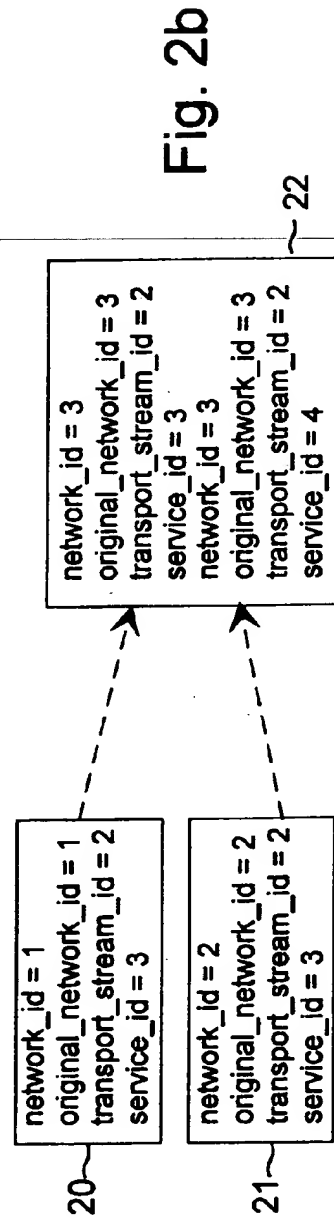 20
network_id = 1
original_network_id = 1
transport_stream_id = 2
service_id = 3
21
network_id = 2
original_network_id = 2
transport_stream_id = 2
service_id = 3
network_id = 3
original_network_id = 3
transport_stream_id = 2
service_id = 3
network_id = 3
original_network_id = 3
transport_stream_id = 2
service_id = 4
22
Fig. 2b